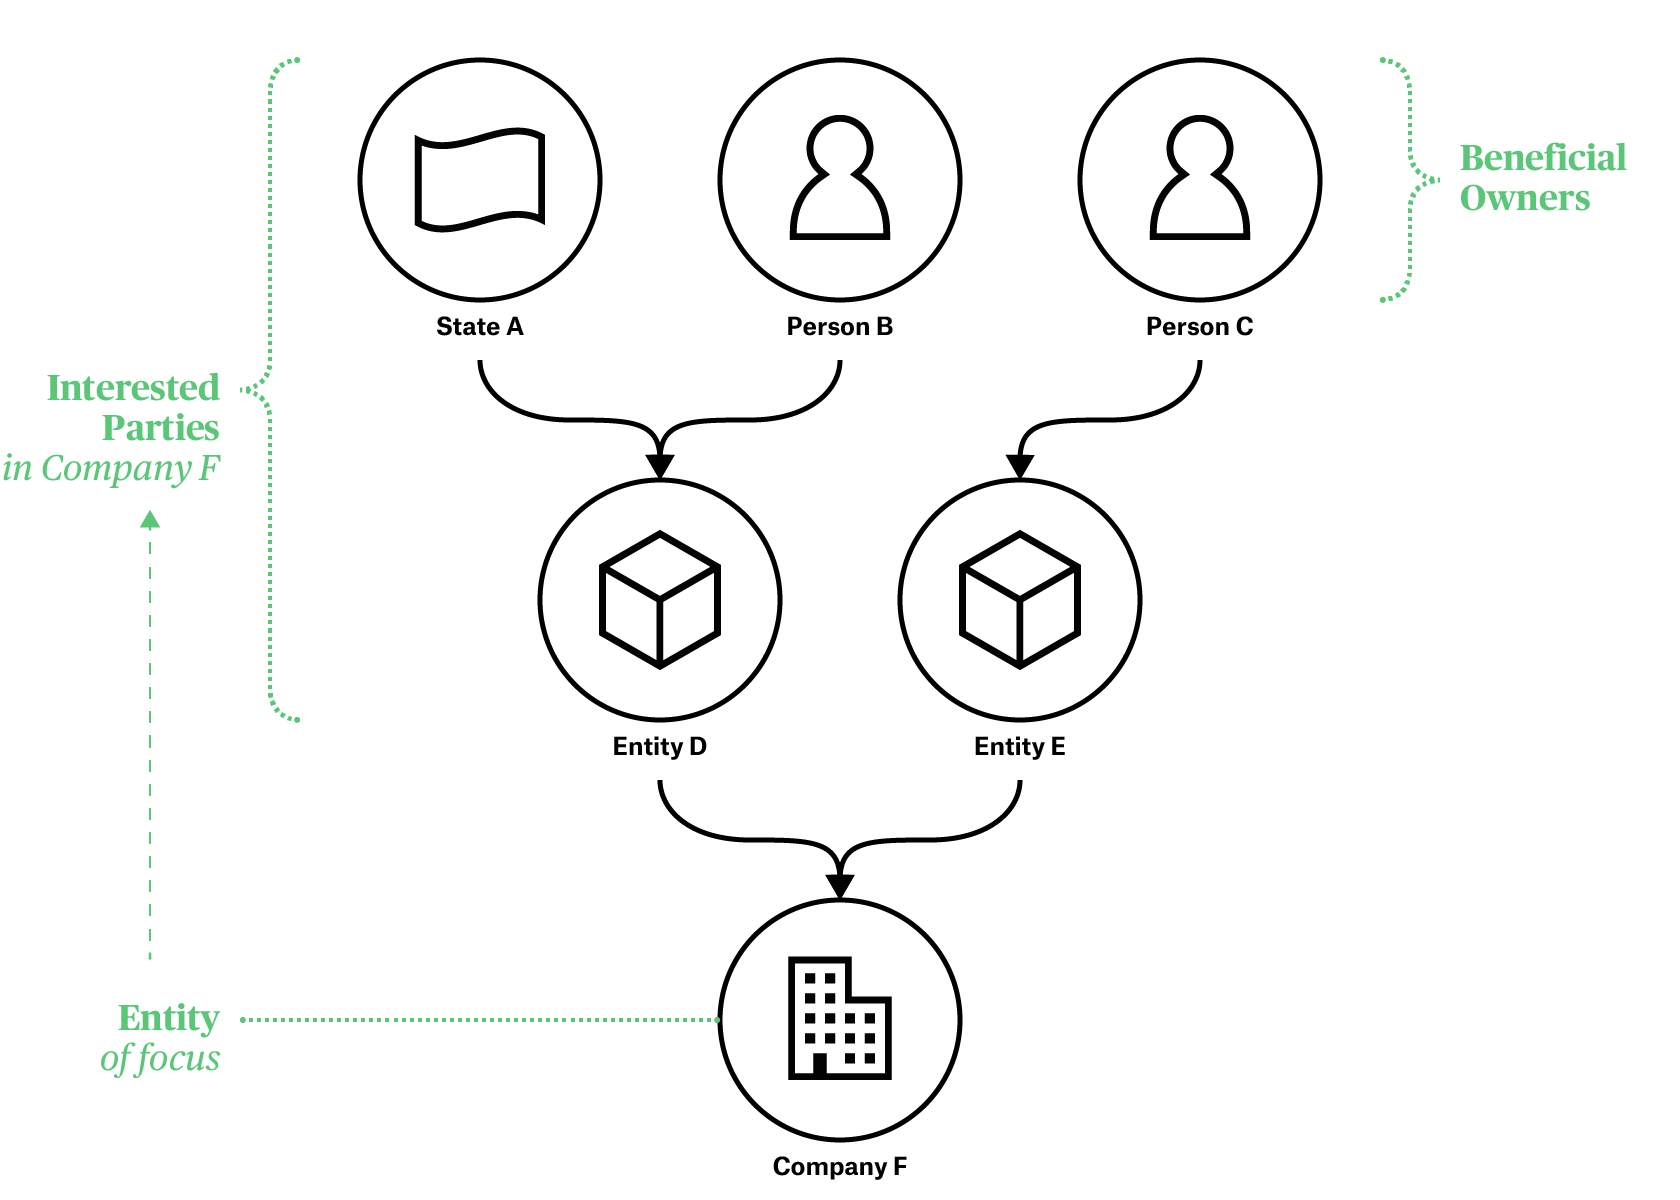 State A
Person B
Person C
Beneficial
Owners
Interested
Parties
in Company F
Entity D
Entity E
Entity
of focus
Company F